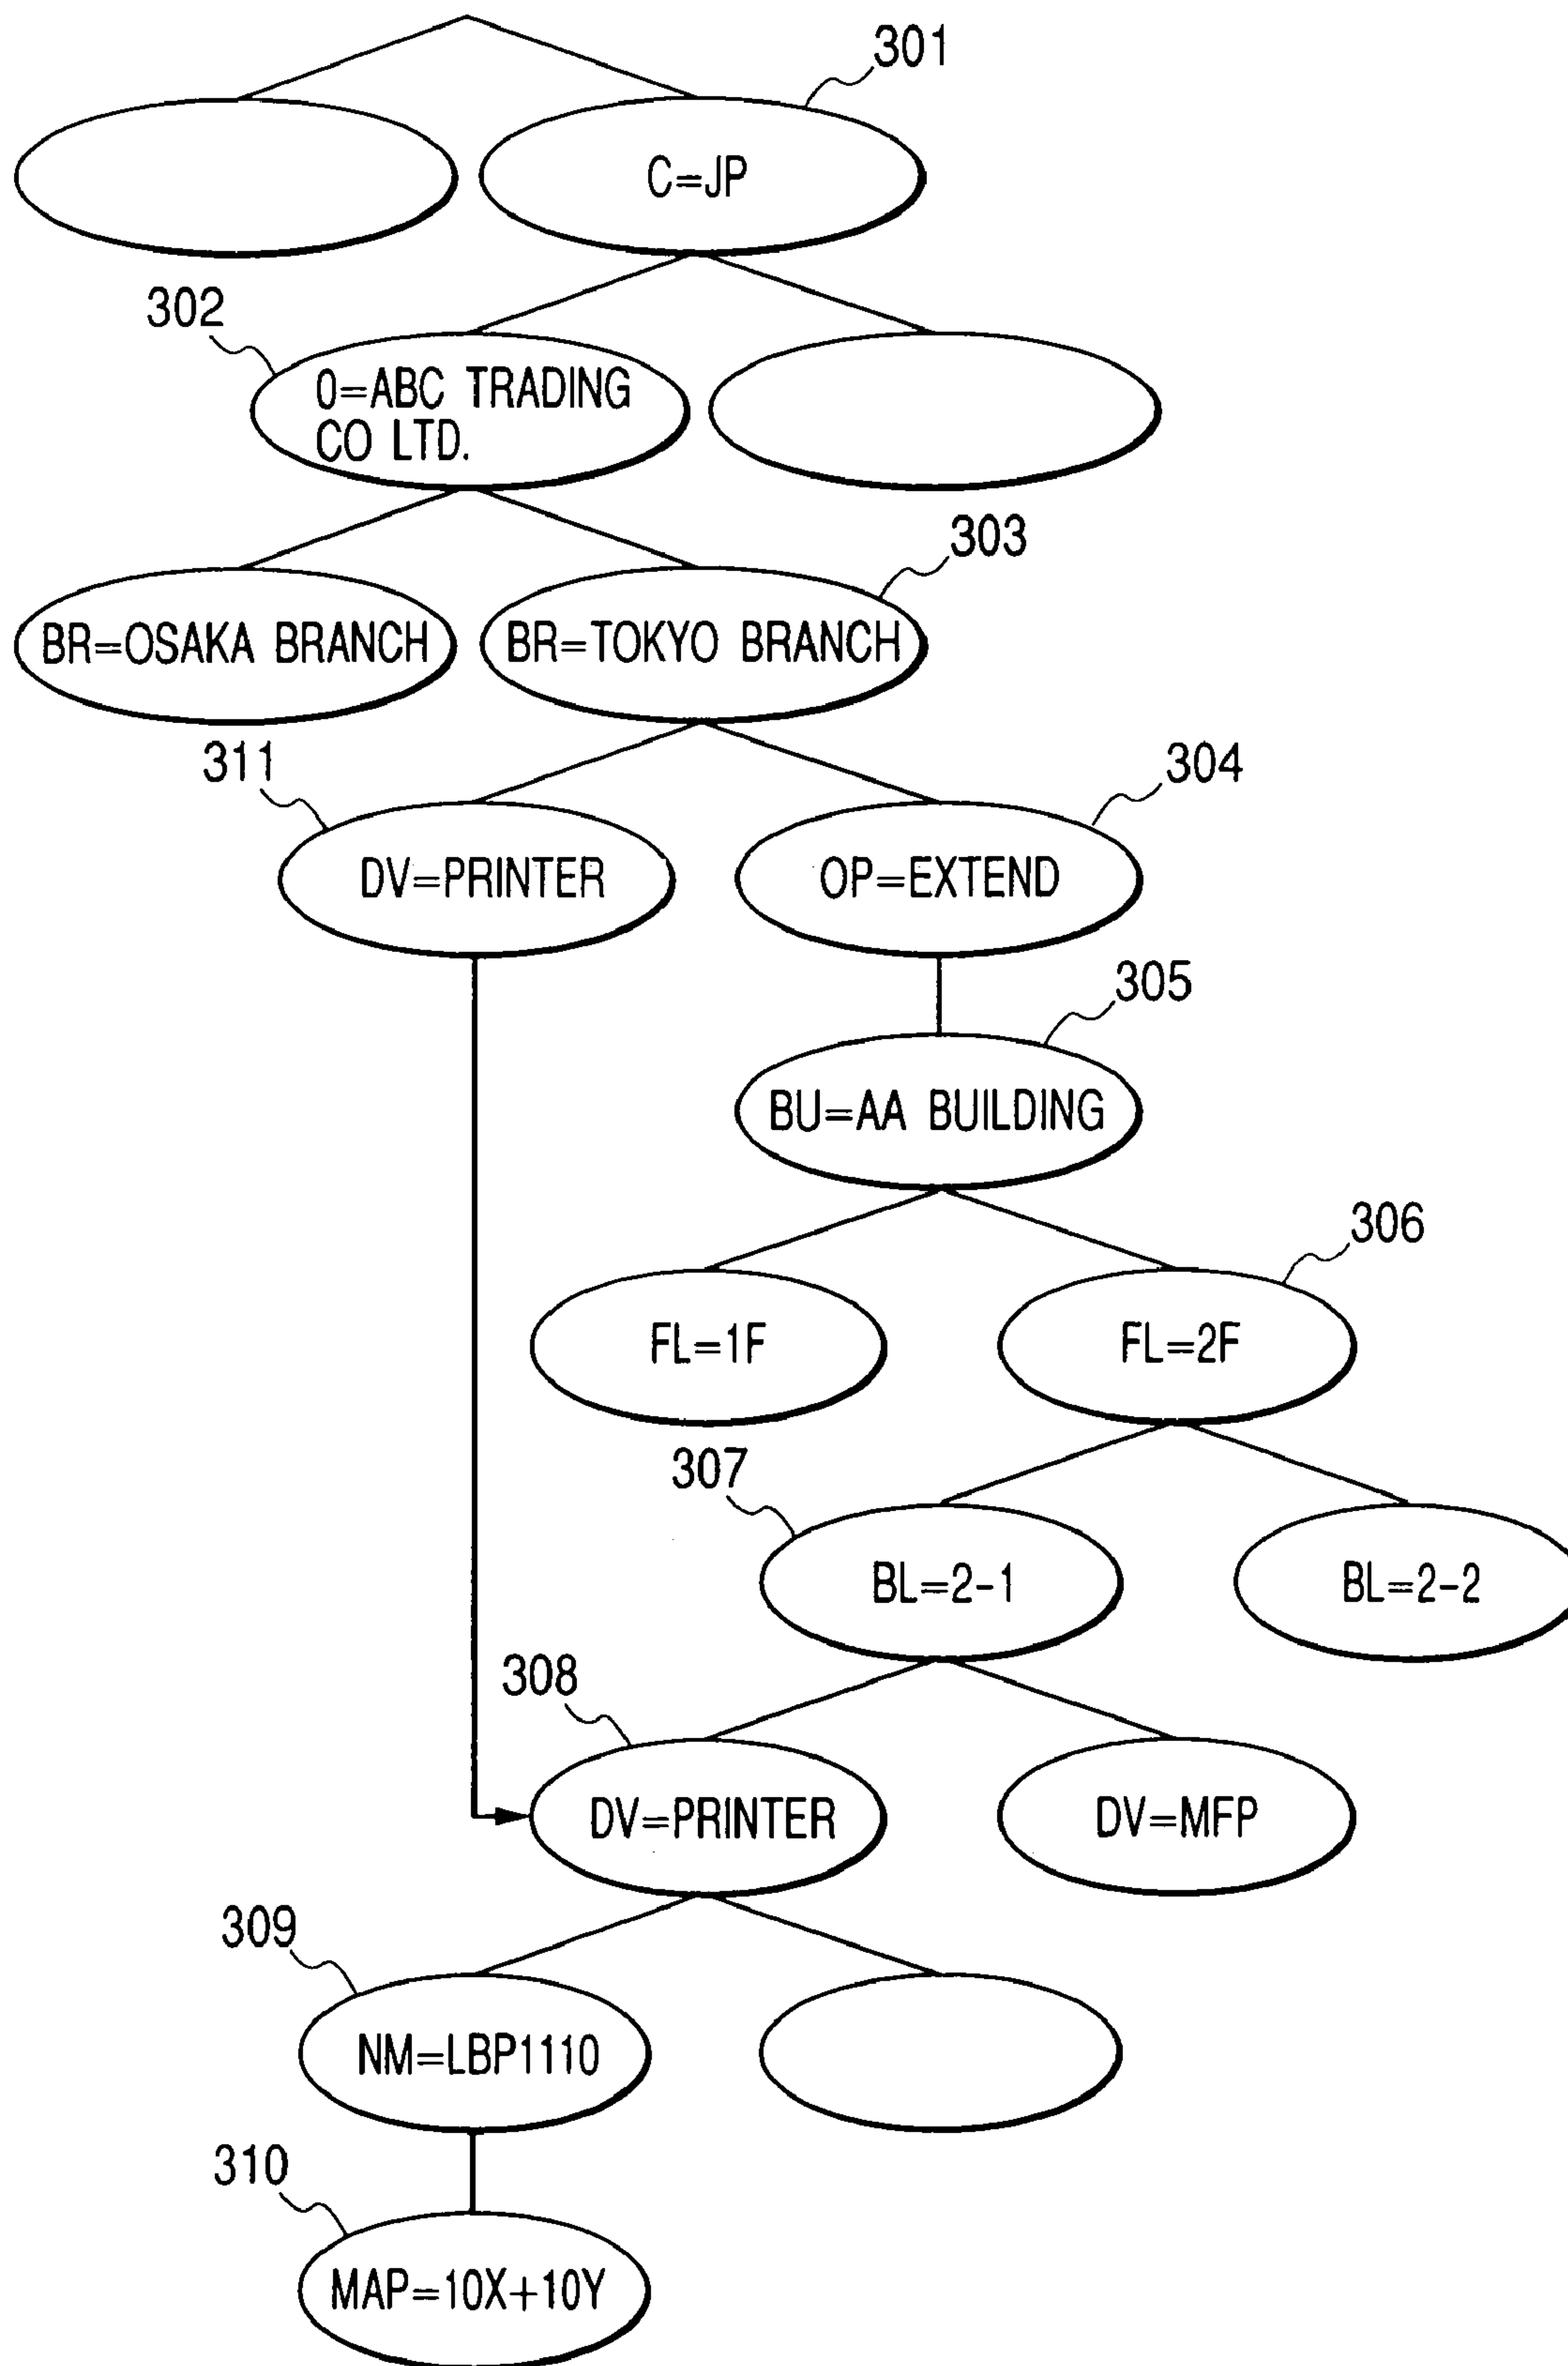 301
C=JP
302
0=ABC TRADING
CO LTD.
303
BR=OSAKA BRANCH
BR=TOKYO BRANCH
311
304
DV=PRINTER
OP=EXTEND
305
BU=AA BUILDING
306
FL=1F
FL=2F
307
BL=2-1
BL=2-2
308
DV=PRINTER
DV=MFP
309
NM=LBP1110
310
MAP=10X+10Y